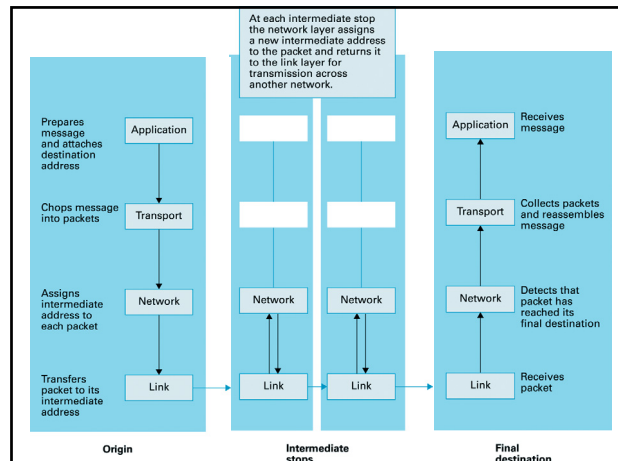 At each intermediate stop
the network layer assigns
a new intermediate address
to the packet and returns it
to the link layer for
transmission across
another network.
Prepares
message
and attaches
destination
address
Application
Chops message
into packets
Transport
Assigns
intermediate
address to
each packet
Network
Transfers
packet to its
intermediate
address
Link
Origin
Network
Network
Link
Link
Intermediate
stops
Application
Receives
message
Transport
Collects packets
and reassembles
message
Network
Detects that
packet has
reached its
final destination
Link
Receives
packet
Final
destination